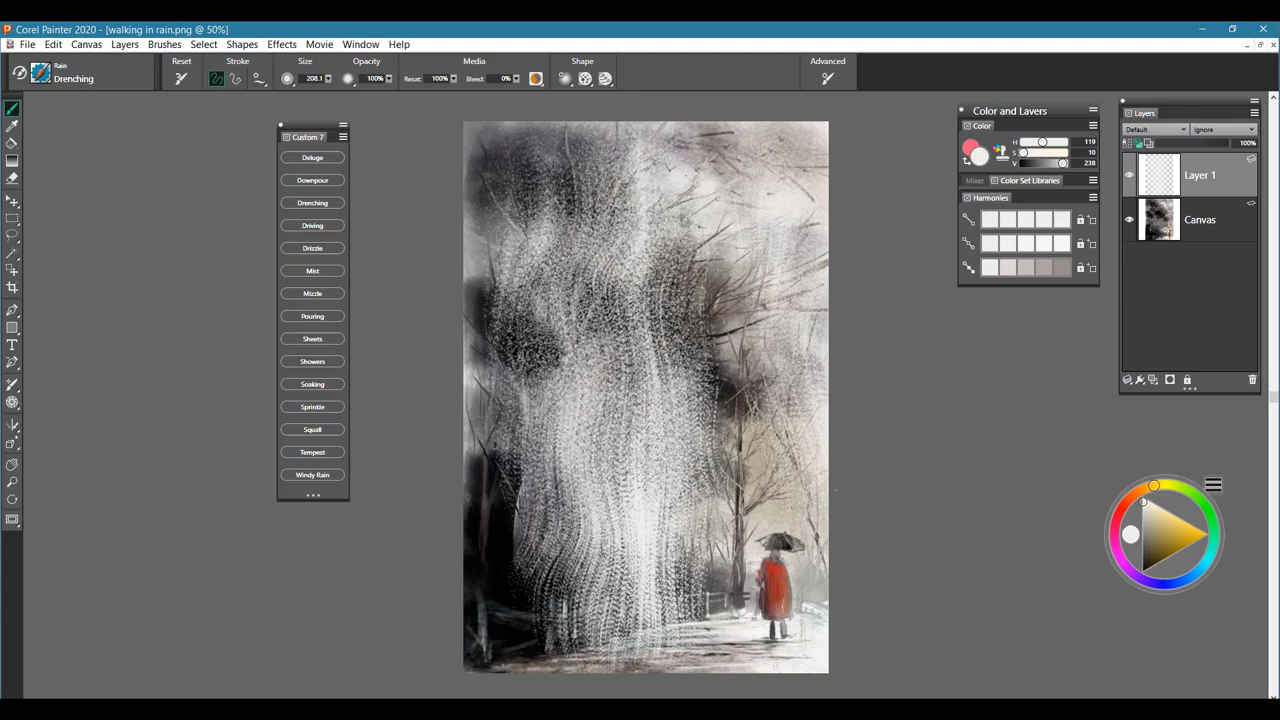 Corel Painter 2020 - [walking in rain.png @ 50%]
File Edit Canvas Layers Brushes Select Shapes Effects Movie Window Help
Rain
Drenching
Reset
Stroke
Size
208.1
Opacity
100%
Media
Reset: 100%
Bleed: 0%
Shape
Advanced
Custom 7
Deluge
Downpour
Drenching
Driving
Drizzle
Mist
Mizzle
Pouring
Sheets
Showers
Soaking
Sprinkle
Squall
Tempest
Windy Rain
Color and Layers
Color
H 119
S 10
V 238
Mixer Color Set Libraries
Harmonies
Layers
Default Ignore
100%
Layer 1
Canvas
T